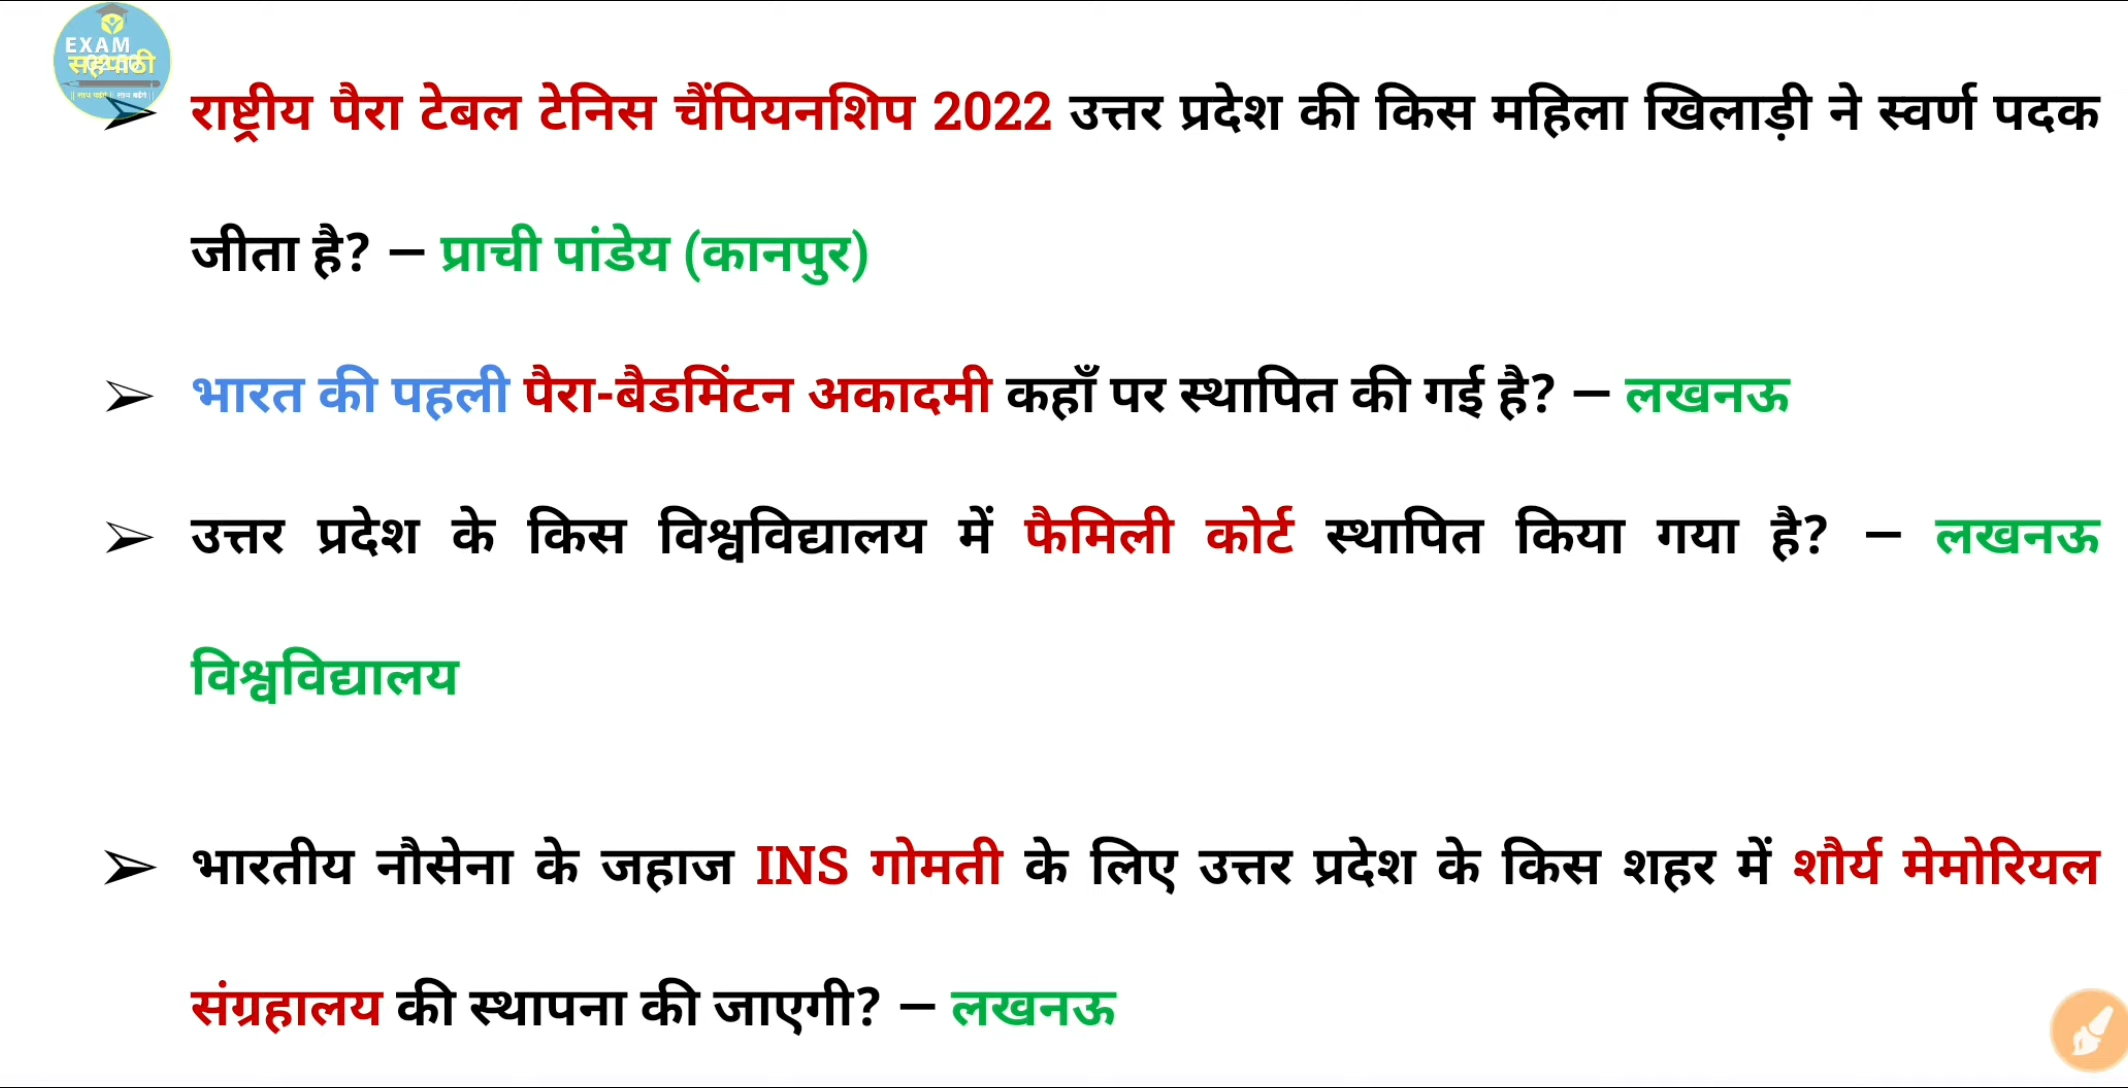 EXAM
सहपाठी
➢ राष्ट्रीय पैरा टेबल टेनिस चैंपियनशिप 2022 उत्तर प्रदेश की किस महिला खिलाड़ी ने स्वर्ण पदक
जीता है? – प्राची पांडेय (कानपुर)
➢ भारत की पहली पैरा-बैडमिंटन अकादमी कहाँ पर स्थापित की गई है? – लखनऊ
➢ उत्तर प्रदेश के किस विश्वविद्यालय में फैमिली कोर्ट स्थापित किया गया है? – लखनऊ
विश्वविद्यालय
➢ भारतीय नौसेना के जहाज INS गोमती के लिए उत्तर प्रदेश के किस शहर में शौर्य मेमोरियल
संग्रहालय की स्थापना की जाएगी? – लखनऊ